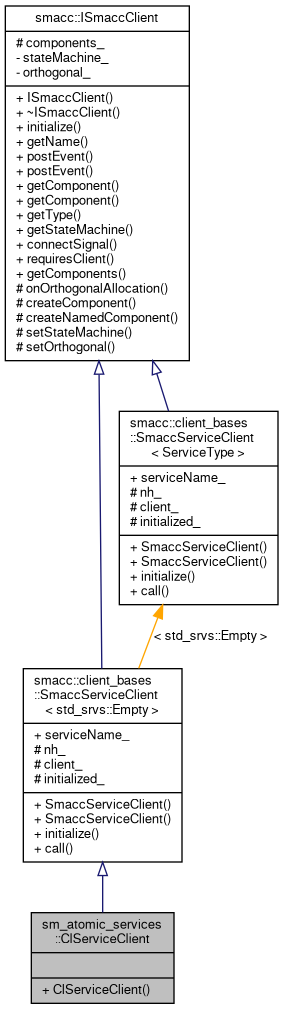 smacc::ISmaccClient
# components_
- stateMachine_
- orthogonal_
+ ISmaccClient()
+ ~ISmaccClient()
+ initialize()
+ getName()
+ postEvent()
+ postEvent()
+ getComponent()
+ getComponent()
+ getType()
+ getStateMachine()
+ connectSignal()
+ requiresClient()
+ getComponents()
# onOrthogonalAllocation()
# createComponent()
# createNamedComponent()
# setStateMachine()
# setOrthogonal()
smacc::client_bases
::SmaccServiceClient
< ServiceType >
+ serviceName_
# nh_
# client_
# initialized_
+ SmaccServiceClient()
+ SmaccServiceClient()
+ initialize()
+ call()
< std_srvs::Empty >
smacc::client_bases
::SmaccServiceClient
< std_srvs::Empty >
+ serviceName_
# nh_
# client_
# initialized_
+ SmaccServiceClient()
+ SmaccServiceClient()
+ initialize()
+ call()
sm_atomic_services
::ClServiceClient
+ ClServiceClient()